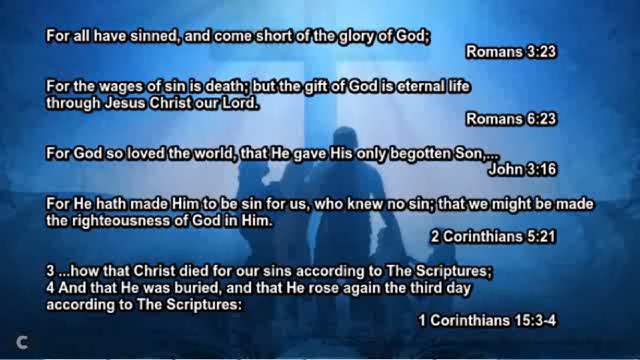 For all have sinned, and come short of the glory of God;
Romans 3:23
For the wages of sin is death; but the gift of God is eternal life
through Jesus Christ our Lord.
Romans 6:23
For God so loved the world, that He gave His only begotten Son,...
John 3:16
For He hath made Him to be sin for us, who knew no sin; that we might be made
the righteousness of God in Him.
2 Corinthians 5:21
3 ...how that Christ died for our sins according to The Scriptures;
4 And that He was buried, and that He rose again the third day
according to The Scriptures:
1 Corinthians 15:3-4
C